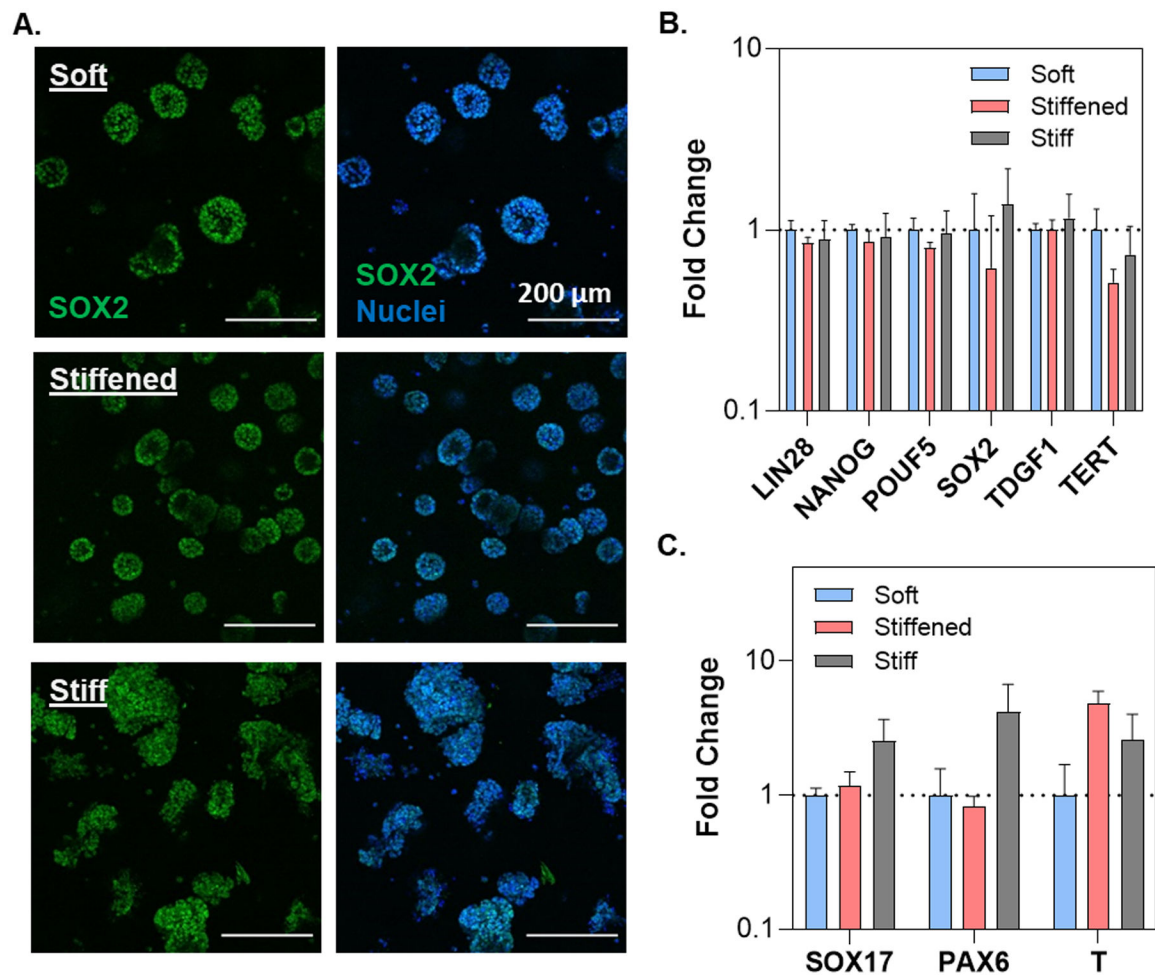 A.
Soft
SOX2
SOX2
Nuclei
200 µm
Stiffened
Stiff
B.
Fold Change
10
1
0.1
Soft
Stiffened
Stiff
LIN28
NANOG
POUF5
SOX2
TDGF1
TERT
C.
Fold Change
10
1
0.1
Soft
Stiffened
Stiff
SOX17
PAX6
T